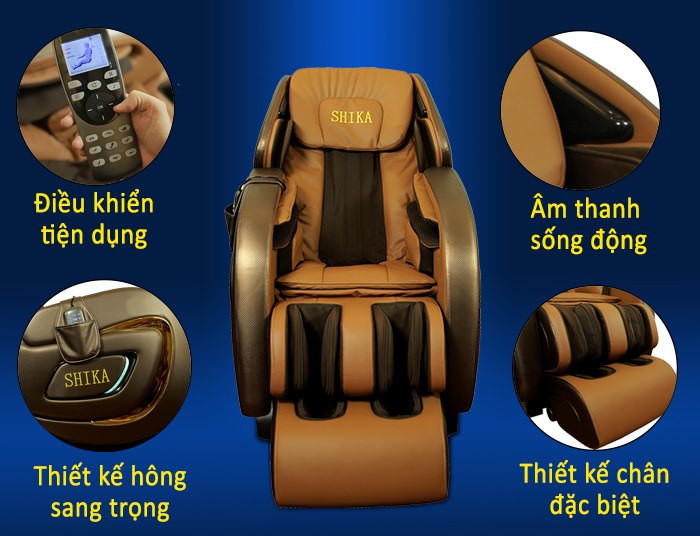 SHIKA
Điều khiển
tiện dụng
Âm thanh
sống động
SHIKA
Thiết kế hông
sang trọng
Thiết kế chân
đặc biệt